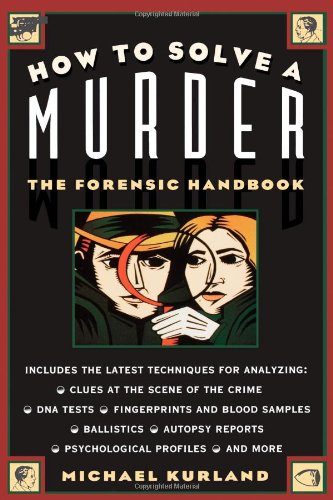 HOW TO SOLVE A
MURDER
THE FORENSIC HANDBOOK
INCLUDES THE LATEST TECHNIQUES FOR ANALYZING:
CLUES AT THE SCENE OF THE CRIME
DNA TESTS FINGERPRINTS AND BLOOD SAMPLES
BALLISTICS AUTOPSY REPORTS
PSYCHOLOGICAL PROFILES AND MORE
MICHAEL KURLAND